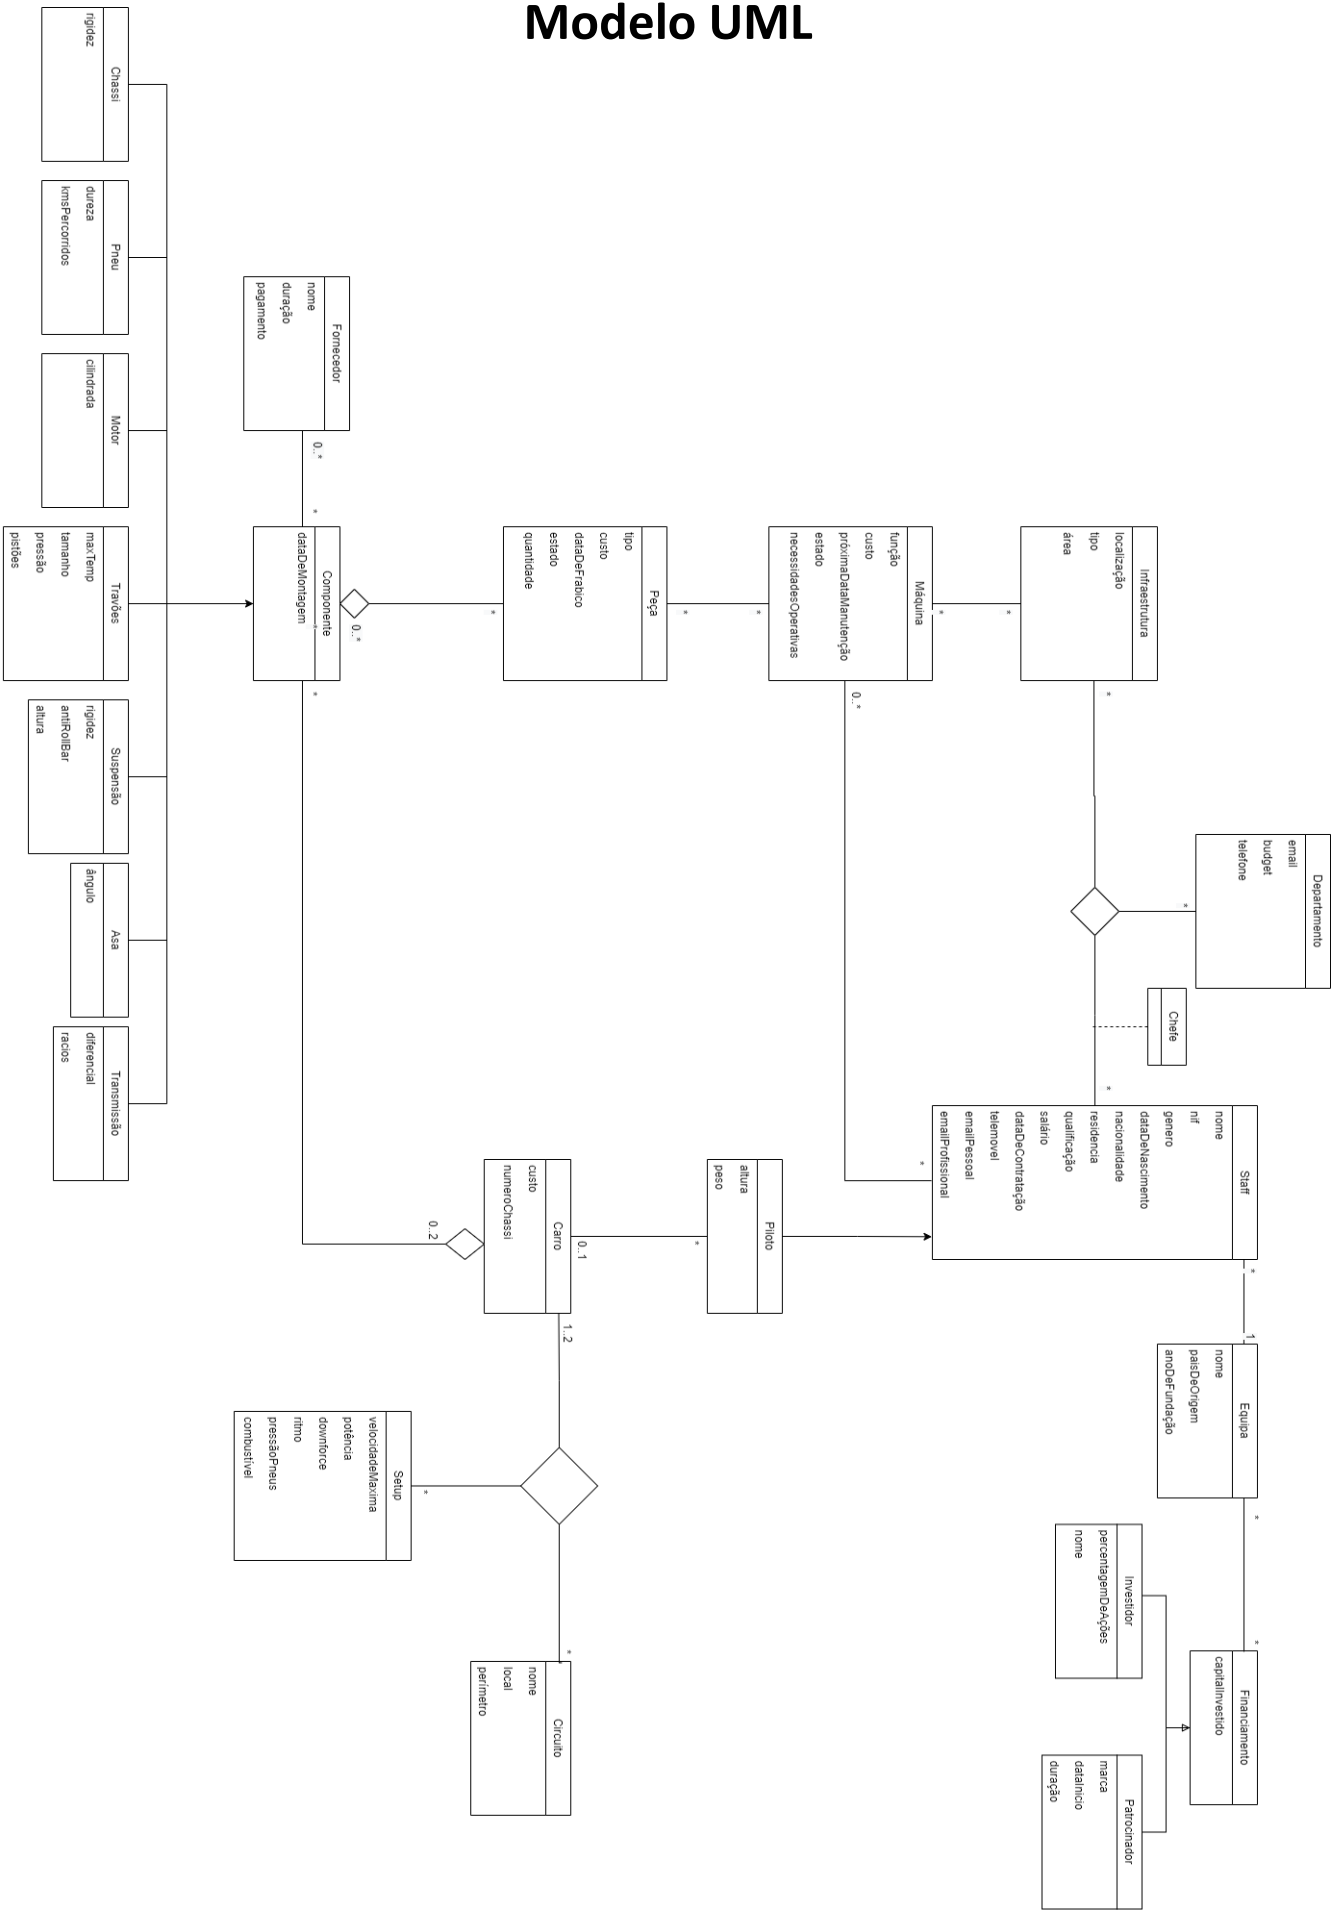 Modelo UML
Chassi
rigidez
Pneu
dureza
kmsPercorridos
Motor
cilindrada
Travões
maxTemp
tamanho
pressão
pistões
Suspensão
rigidez
antiRollBar
altura
Asa
ângulo
Transmissão
diferencial
racios
Fornecedor
nome
duração
pagamento
0..*
*
Componente
*
dataDeMontagem
0..*
*
*
Peça
tipo
custo
dataDeFrabico
estado
quantidade
*
*
Máquina
função
custo
próximaDataManutenção
estado
necessidadesOperativas
*
*
0..*
Infraestrutura
localização
tipo
área
*
Departamento
email
budget
telefone
*
Chefe
*
Staff
nome
nif
genero
dataDeNascimento
nacionalidade
residencia
qualificação
salário
dataDeContratação
telemovel
emailPessoal
emailProfissional
*
*
1
Piloto
altura
peso
*
0..1
Carro
custo
numeroChassi
0..2
1..2
Setup
velocidadeMaxima
potência
downforce
ritmo
pressãoPneus
combustível
*
*
Circuito
nome
local
perímetro
Equipa
nome
paisDeOrigem
anoDeFundação
*
*
Financiamento
capitalInvestido
Investidor
percentagemDeAções
nome
Patrocinador
marca
dataInicio
duração